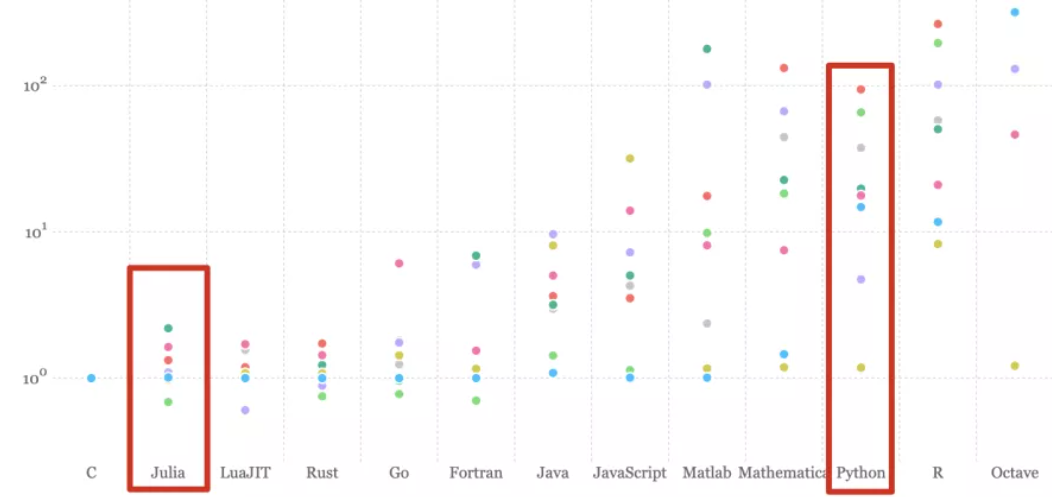 10²
10¹
10⁰
C Julia LuaJIT Rust Go Fortran Java JavaScript Matlab Mathematica Python R Octave